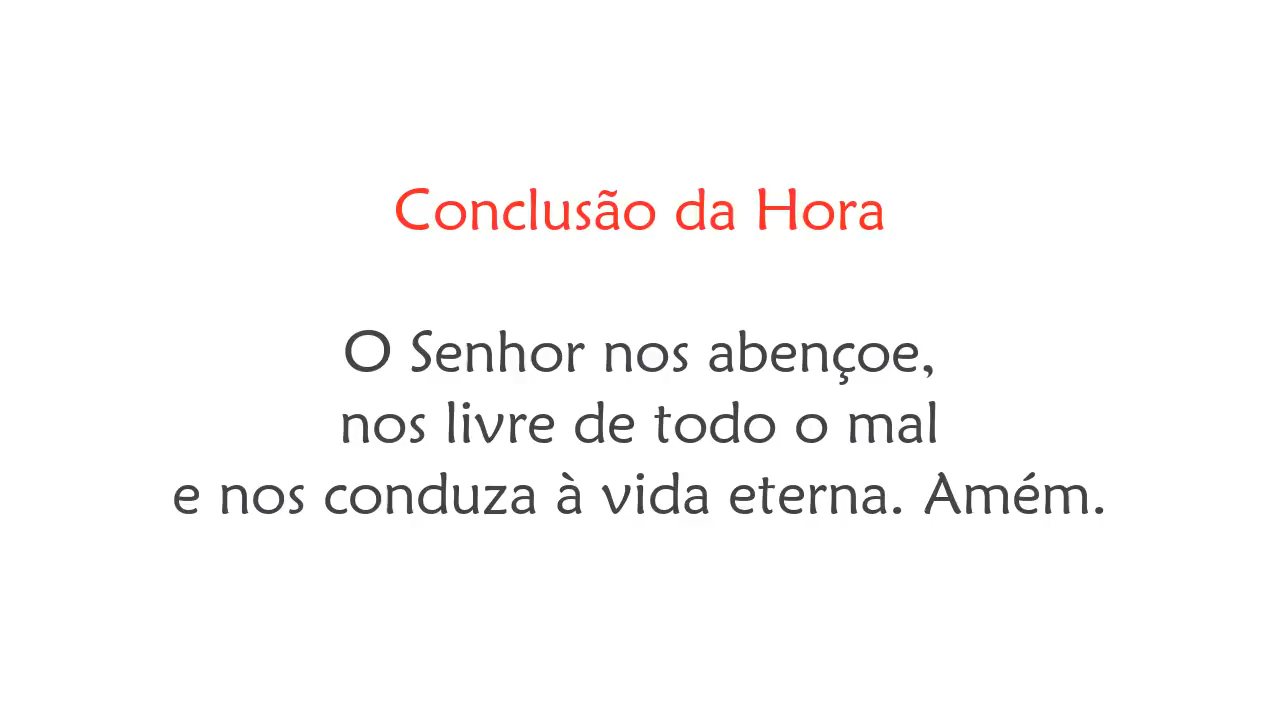 Conclusão da Hora
O Senhor nos abençoe,
nos livre de todo o mal
e nos conduza à vida eterna. Amém.